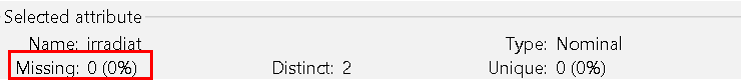 Selected attribute
Name: irradiat Type: Nominal
Missing: 0 (0%) Distinct: 2 Unique: 0 (0%)